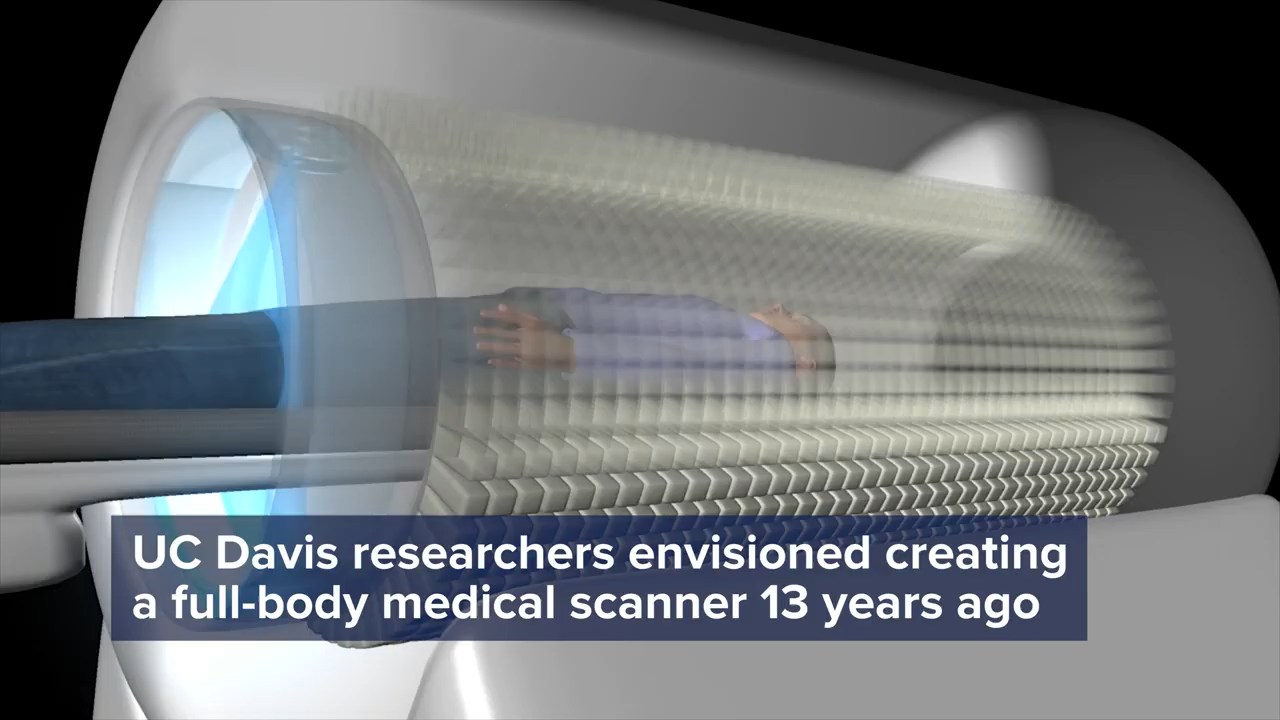 UC Davis researchers envisioned creating
a full-body medical scanner 13 years ago